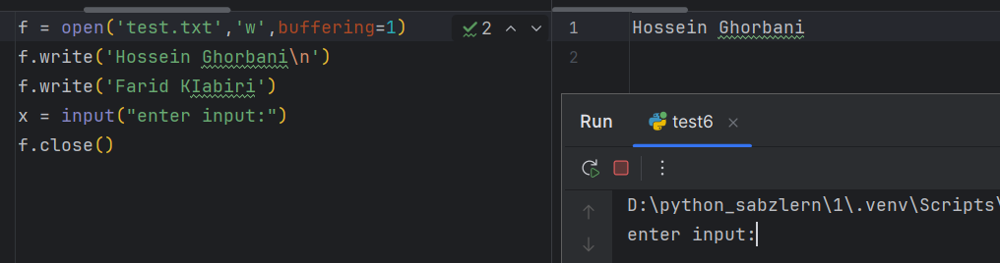 f = open('test.txt','w',buffering=1)
2
f.write('Hossein Ghorbani\n')
f.write('Farid KIabiri')
x = input("enter input:")
f.close()
1 Hossein Ghorbani
2
Run test6
D:\python_sabzlern\1\.venv\Scripts\
enter input: